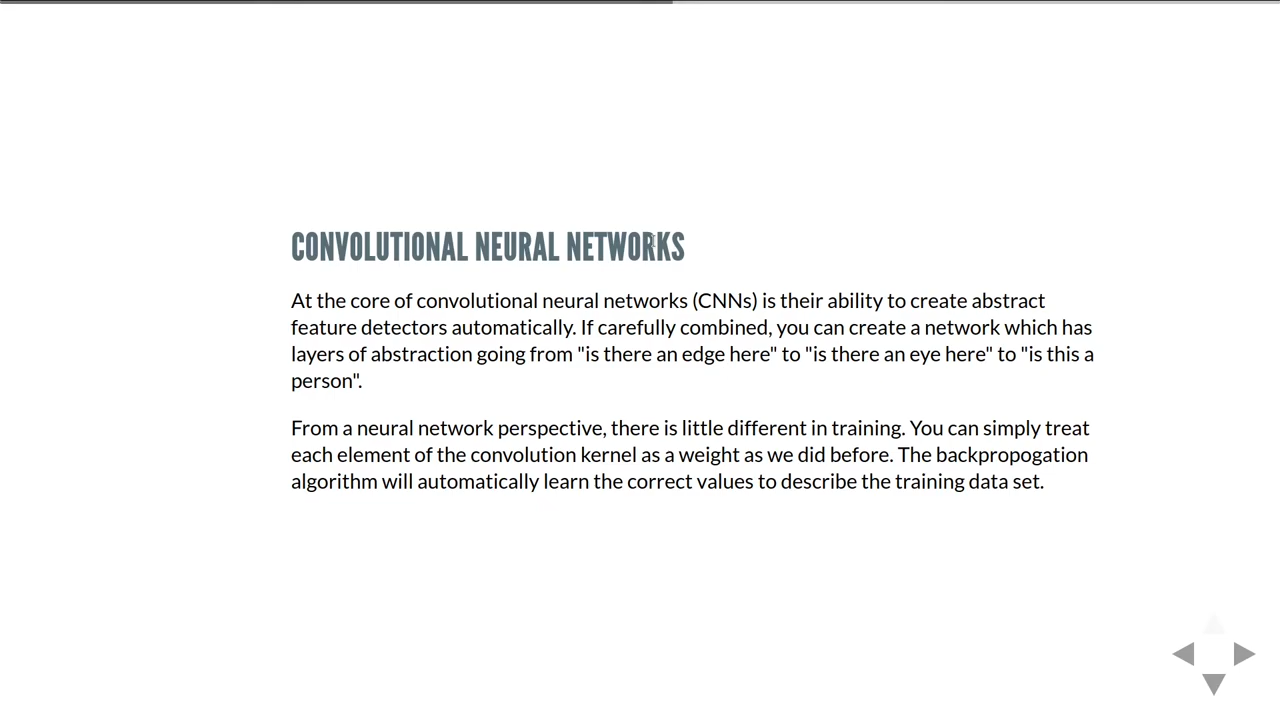 CONVOLUTIONAL NEURAL NETWORKS
At the core of convolutional neural networks (CNNs) is their ability to create abstract
feature detectors automatically. If carefully combined, you can create a network which has
layers of abstraction going from "is there an edge here" to "is there an eye here" to "is this a
person".
From a neural network perspective, there is little different in training. You can simply treat
each element of the convolution kernel as a weight as we did before. The backpropogation
algorithm will automatically learn the correct values to describe the training data set.